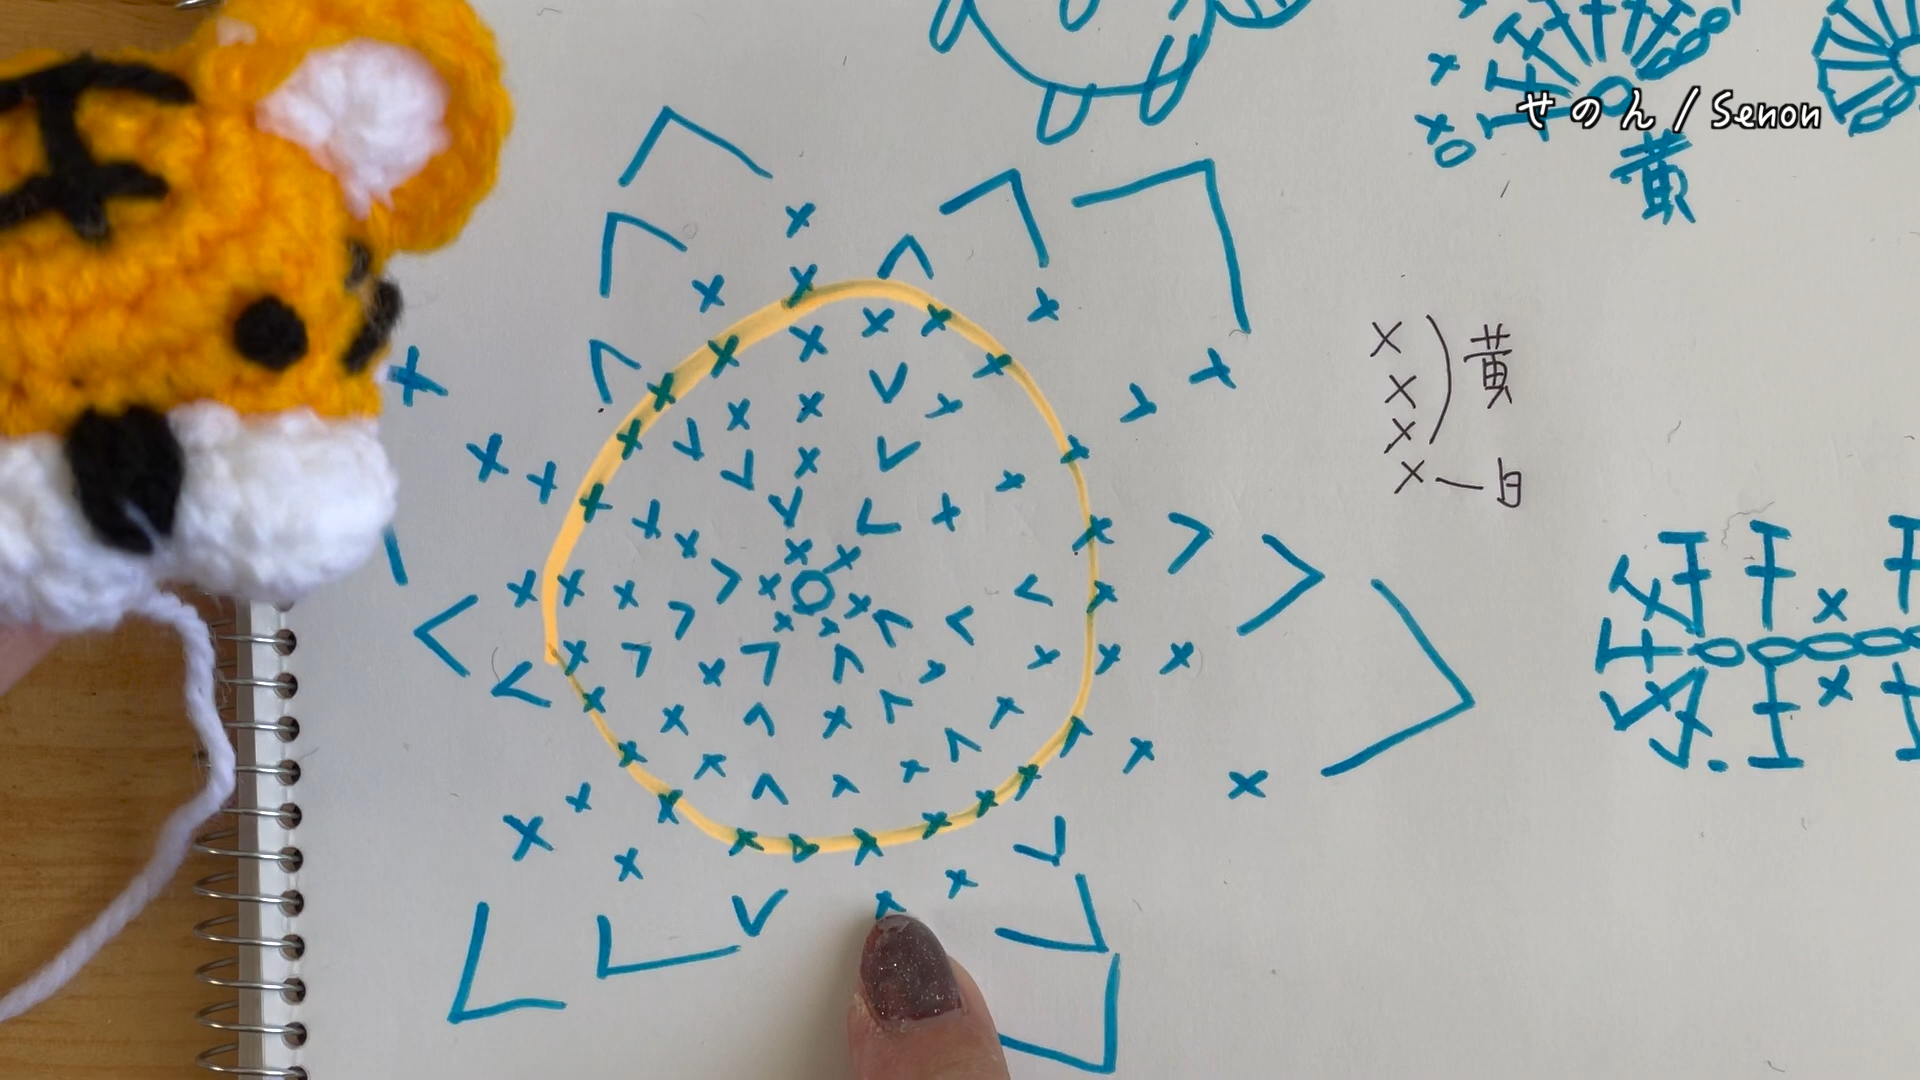 せのん / Senon
黄
黄
白